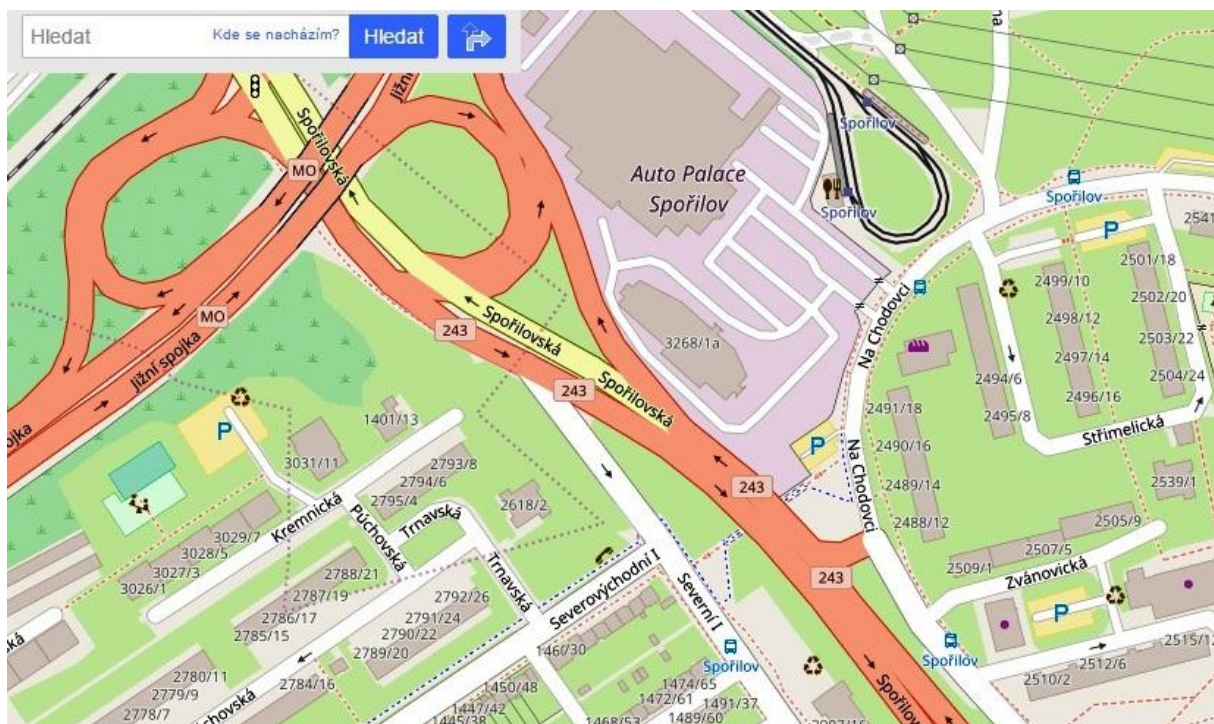 Hledat
Kde se nacházím?
Hledat
Jižní
Spořilovská
MO
Spořilov
Auto Palace
Spořilov
Spořilov
Spořilov
2541
P
2501/18
2499/10
2502/20
2498/12
2503/22
MO
Jižní spojka
243
Spořilovská
3268/1a
Na Chodovci
2497/14
2504/24
2494/6
2496/16
Spořilovská
243
2495/8
2491/18
Střimelická
1401/13
P
3031/11
2793/8
2794/6
2795/4
P
2490/16
Na Chodovci
2489/14
2539/1
243
Kremnická
Púchovská
Trnavská
2618/2
2488/12
2505/9
3029/7
3028/5
3027/3
3026/1
2788/21
2787/19
2786/17
2785/15
Trnavská
Severovýchodní I
Severní I
243
2507/5
2509/1
Zvánovická
P
2792/26
2791/24
2790/22
2789/20
1460/30
Spořilov
Spořilov
2515/12
2512/6
2510/2
2780/11
2779/9
2778/7
2784/16
1450/48
1447/42
1445/38
1468/53
1474/65
1472/61
1491/37
1489/60